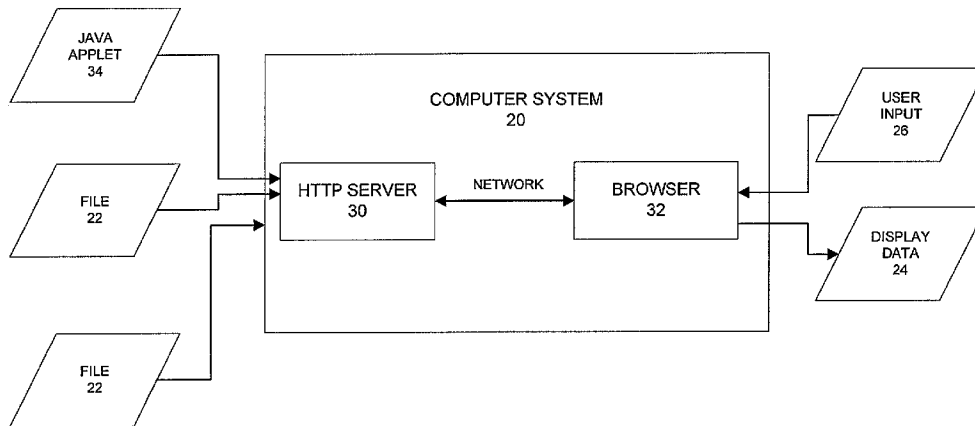 JAVA
APPLET
34
COMPUTER SYSTEM
20
USER
INPUT
26
FILE
22
HTTP SERVER
30
NETWORK
BROWSER
32
DISPLAY
DATA
24
FILE
22